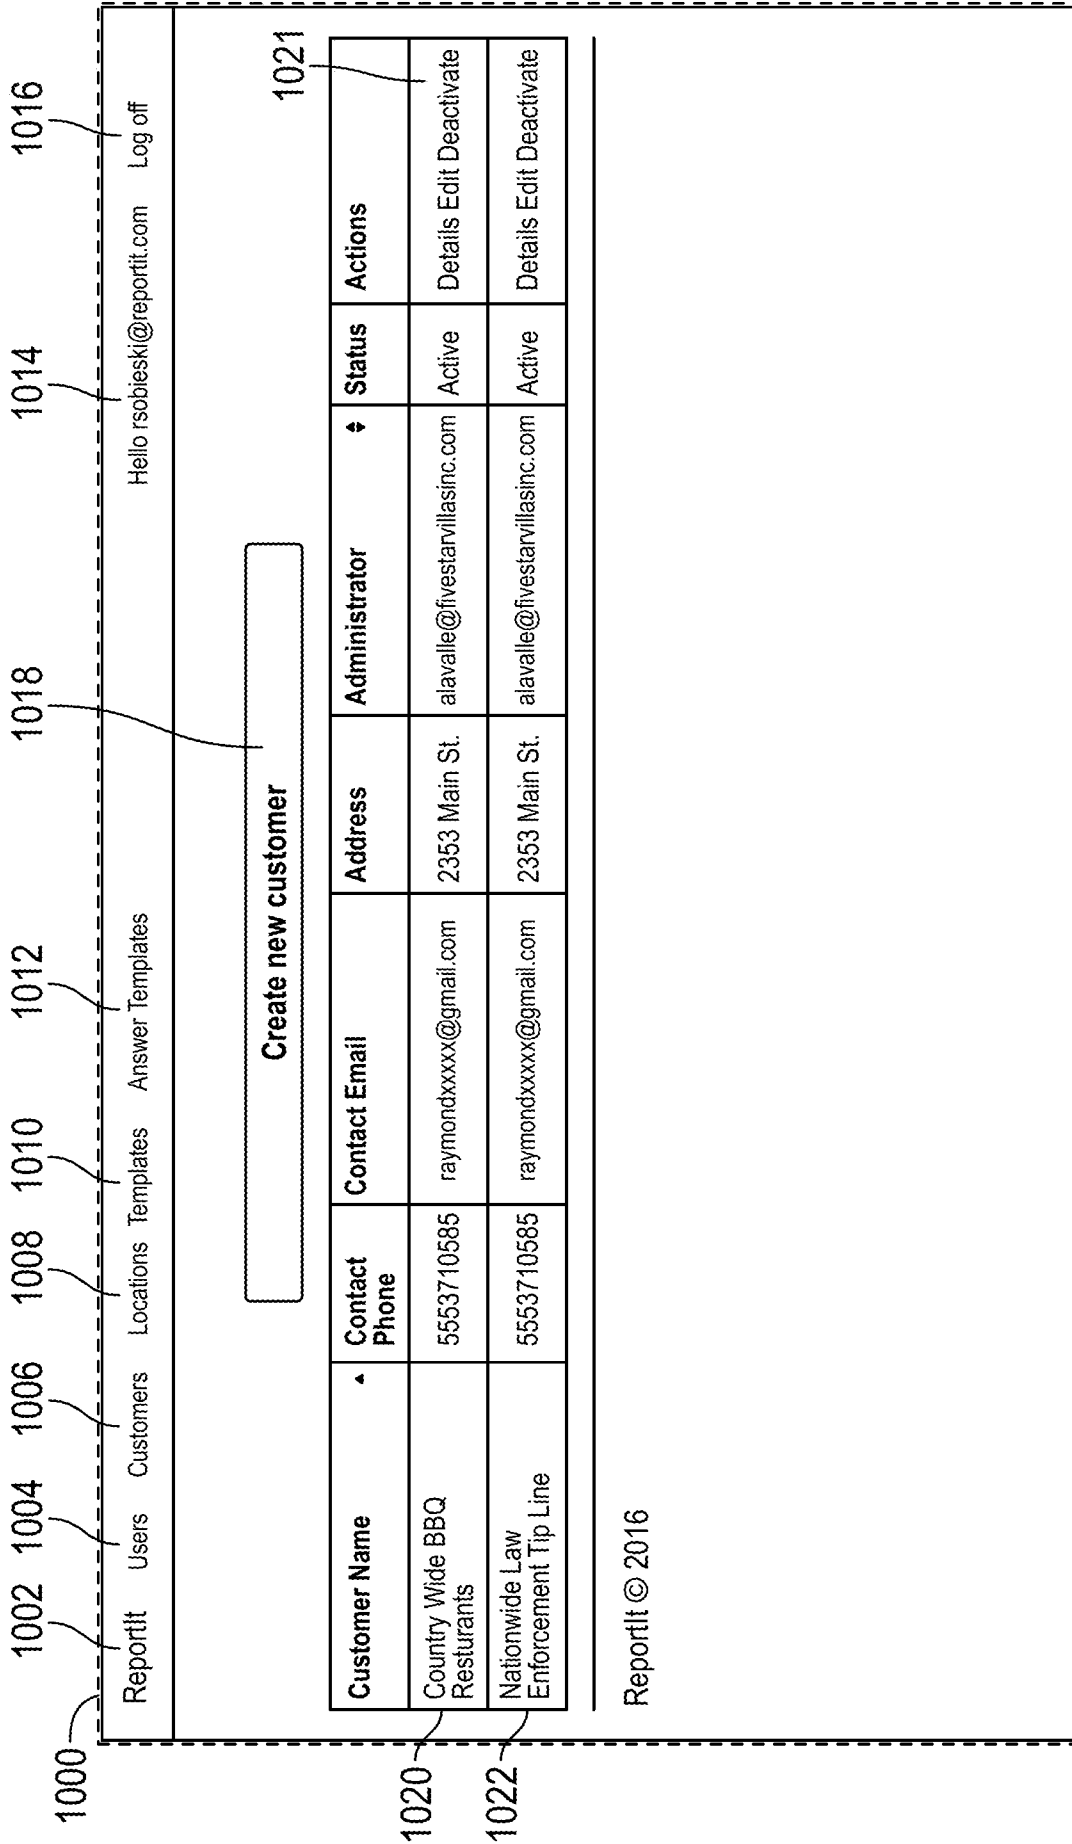 1000
1002 1004 1006 1008 1010 1012 1018 1014 1016
ReportIt Users Customers Locations Templates Answer Templates Hello rsobieski@reportit.com Log off
Create new customer
1021
Customer Name ▲ Contact Phone Contact Email Address Administrator Status Actions
1020
Country Wide BBQ
Resturants
5553710585 raymondxxxxx@gmail.com 2353 Main St. alavalle@fivestarvillasinc.com Active Details Edit Deactivate
1022
Nationwide Law
Enforcement Tip Line
5553710585 raymondxxxxx@gmail.com 2353 Main St. alavalle@fivestarvillasinc.com Active Details Edit Deactivate
ReportIt © 2016